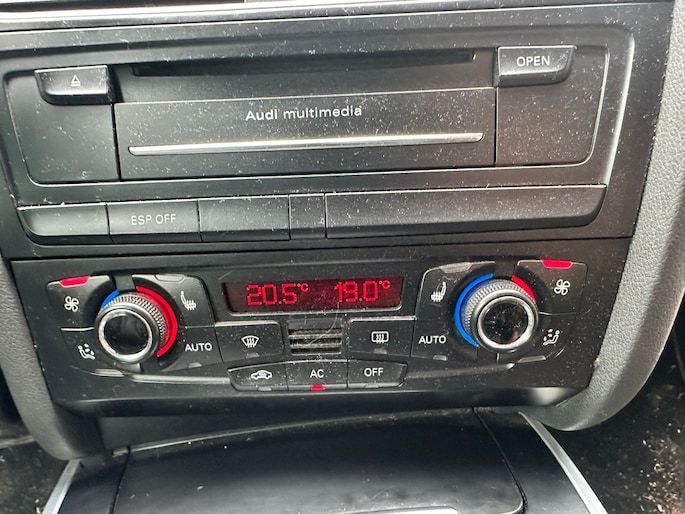 OPEN
Audi multimedia
ESP OFF
20.5°C 19.0°C
AUTO AUTO
AC OFF